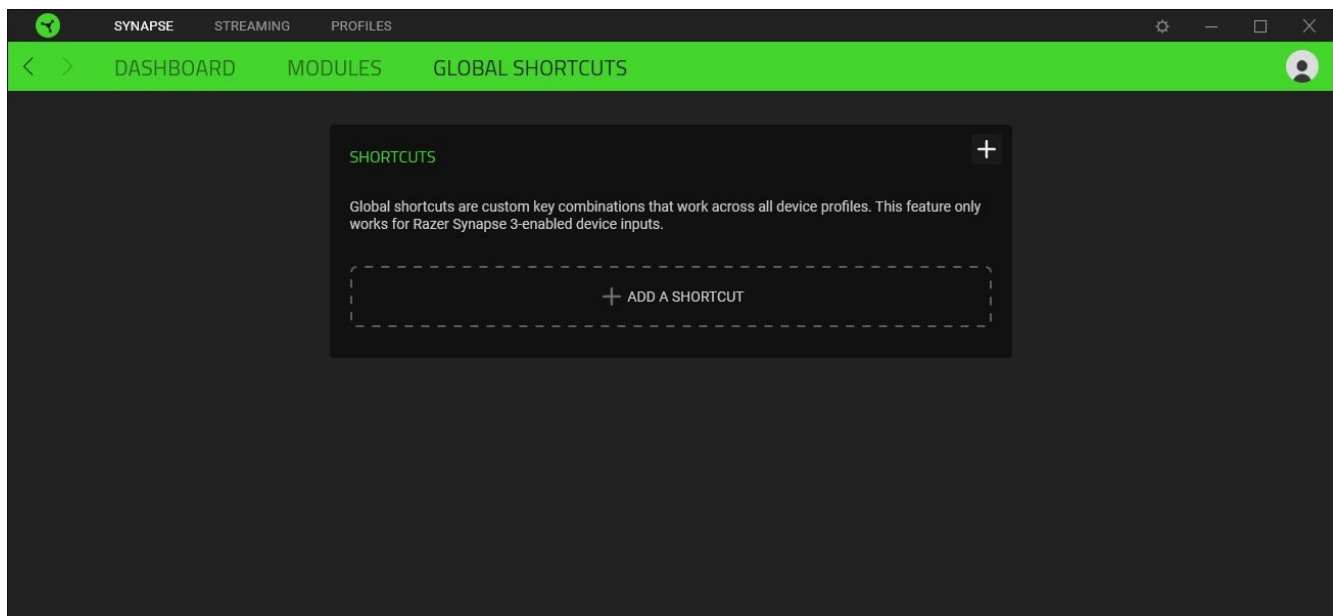 SYNAPSE STREAMING PROFILES
DASHBOARD MODULES GLOBAL SHORTCUTS
SHORTCUTS
Global shortcuts are custom key combinations that work across all device profiles. This feature only
works for Razer Synapse 3-enabled device inputs.
ADD A SHORTCUT